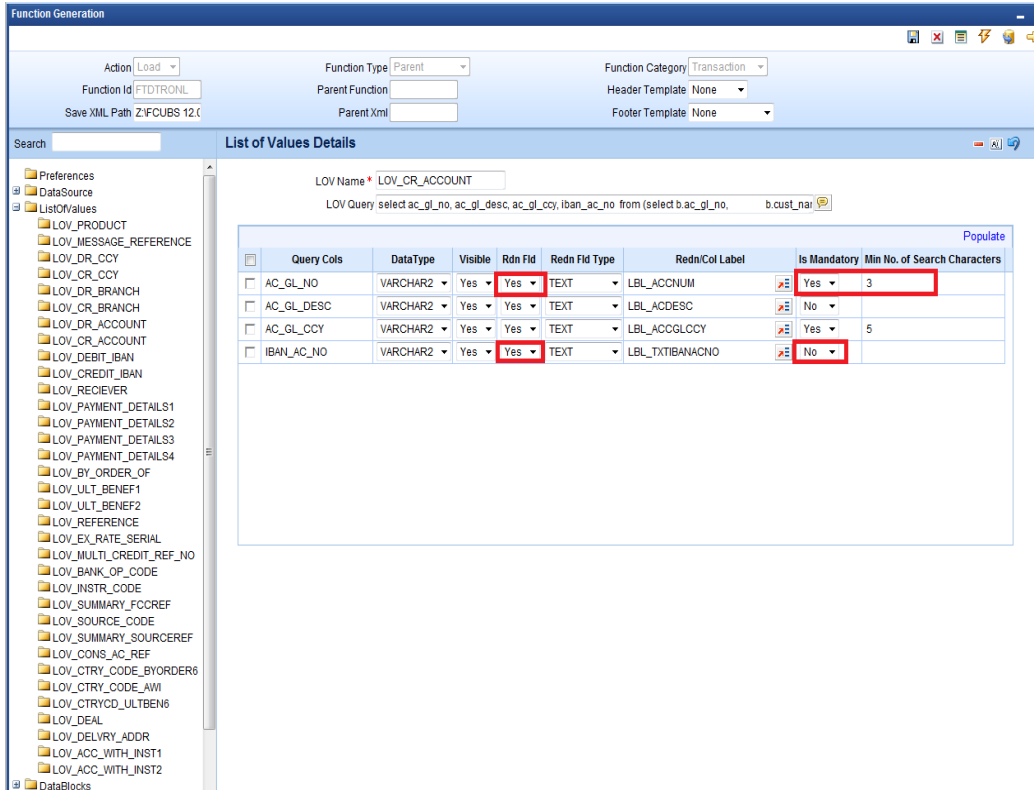 Function Generation
Action Load Function Type Parent Function Category Transaction
Function Id FTDTRONL Parent Function Header Template None
Save XML Path Z:\FCUBS 12.( Parent Xml Footer Template None
Search List of Values Details
Preferences
DataSource
ListOfValues
LOV_PRODUCT
LOV_MESSAGE_REFERENCE
LOV_DR_CCY
LOV_CR_CCY
LOV_DR_BRANCH
LOV_CR_BRANCH
LOV_DR_ACCOUNT
LOV_CR_ACCOUNT
LOV_DEBIT_IBAN
LOV_CREDIT_IBAN
LOV_RECIEVER
LOV_PAYMENT_DETAILS1
LOV_PAYMENT_DETAILS2
LOV_PAYMENT_DETAILS3
LOV_PAYMENT_DETAILS4
LOV_BY_ORDER_OF
LOV_ULT_BENEF1
LOV_ULT_BENEF2
LOV_REFERENCE
LOV_EX_RATE_SERIAL
LOV_MULTI_CREDIT_REF_NO
LOV_BANK_OP_CODE
LOV_INSTR_CODE
LOV_SUMMARY_FCCREF
LOV_SOURCE_CODE
LOV_SUMMARY_SOURCEREF
LOV_CONS_AC_REF
LOV_CTRY_CODE_BYORDER6
LOV_CTRY_CODE_AWI
LOV_CTRYCD_ULTBEN6
LOV_DEAL
LOV_DELVRY_ADDR
LOV_ACC_WITH_INST1
LOV_ACC_WITH_INST2
DataBlocks
LOV Name * LOV_CR_ACCOUNT
LOV Query select ac_gl_no, ac_gl_desc, ac_gl_ccy, iban_ac_no from (select b.ac_gl_no, b.cust_nai
Populate
Query Cols DataType Visible Rdn Fld Redn Fld Type Redn/Col Label Is Mandatory Min No. of Search Characters
AC_GL_NO VARCHAR2 Yes Yes TEXT LBL_ACCNUM Yes 3
AC_GL_DESC VARCHAR2 Yes Yes TEXT LBL_ACDESC No
AC_GL_CCY VARCHAR2 Yes Yes TEXT LBL_ACCGLCCY Yes 5
IBAN_AC_NO VARCHAR2 Yes Yes TEXT LBL_TXTIBANACNO No